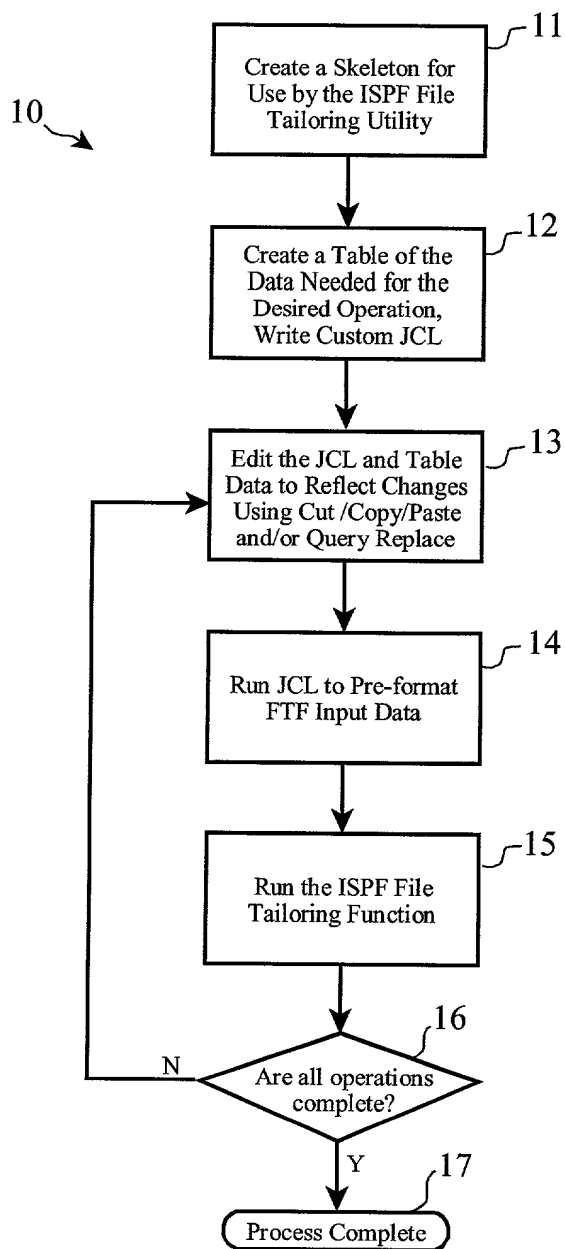 11
Create a Skeleton for
Use by the ISPF File
Tailoring Utility
10
12
Create a Table of the
Data Needed for the
Desired Operation,
Write Custom JCL
13
Edit the JCL and Table
Data to Reflect Changes
Using Cut /Copy/Paste
and/or Query Replace
14
Run JCL to Pre-format
FTF Input Data
15
Run the ISPF File
Tailoring Function
16
N
Are all operations
complete?
Y
17
Process Complete